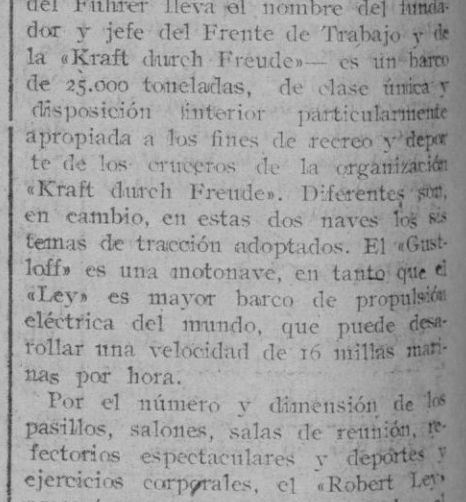 del Führer lleva el nombre del funda-
dor y jefe del Frente de Trabajo y de
la «Kraft durch Freude»— es un barco
de 25.000 toneladas, de clase única y
disposición interior particularmente
apropiada a los fines de recreo y depor
te de los cruceros de la organización
«Kraft durch Freude». Diferentes son,
en cambio, en estas dos naves los sis
temas de tracción adoptados. El «Gust-
loff» es una motonave, en tanto que el
«Ley» es mayor barco de propulsión
eléctrica del mundo, que puede desa-
rollar una velocidad de 16 millas mari-
nas por hora.
Por el número y dimensión de los
pasillos, salones, salas de reunión, re-
fectorios espectaculares y deportes y
ejercicios corporales, el «Robert Ley»